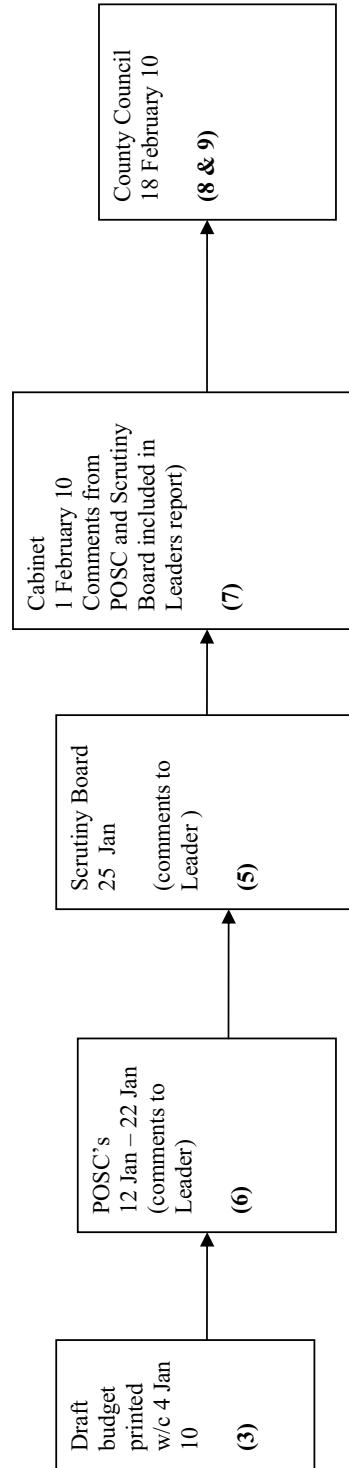 Draft
budget
printed
w/c 4 Jan
10
(3)
POSC’s
12 Jan – 22 Jan
(comments to
Leader)
(6)
Scrutiny Board
25 Jan
(comments to
Leader )
(5)
Cabinet
1 February 10
Comments from
POSC and Scrutiny
Board included in
Leaders report)
(7)
County Council
18 February 10
(8 & 9)